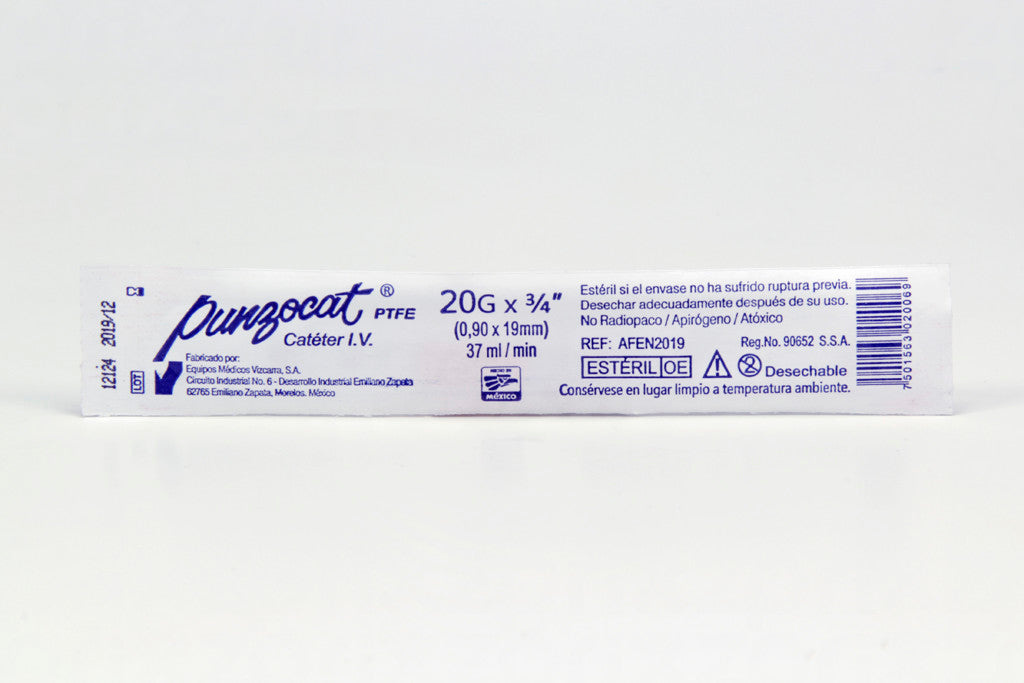 12124 2019/12
LOT
Punzocat® PTFE
Catéter I.V.
Fabricado por:
Equipos Médicos Vizcarra, S.A.
Circuito Industrial No. 6 - Desarrollo Industrial Emiliano Zapata
62765 Emiliano Zapata, Morelos. México
20G x ¾"
(0,90 x 19mm)
37 ml / min
HECHO EN
MéXICO
Estéril si el envase no ha sufrido ruptura previa.
Desechar adecuadamente después de su uso.
No Radiopaco / Apirógeno / Atóxico
REF: AFEN2019 Reg.No. 90652 S.S.A.
ESTÉRIL OE
2 Desechable
Consérvese en lugar limpio a temperatura ambiente.
7501563020069